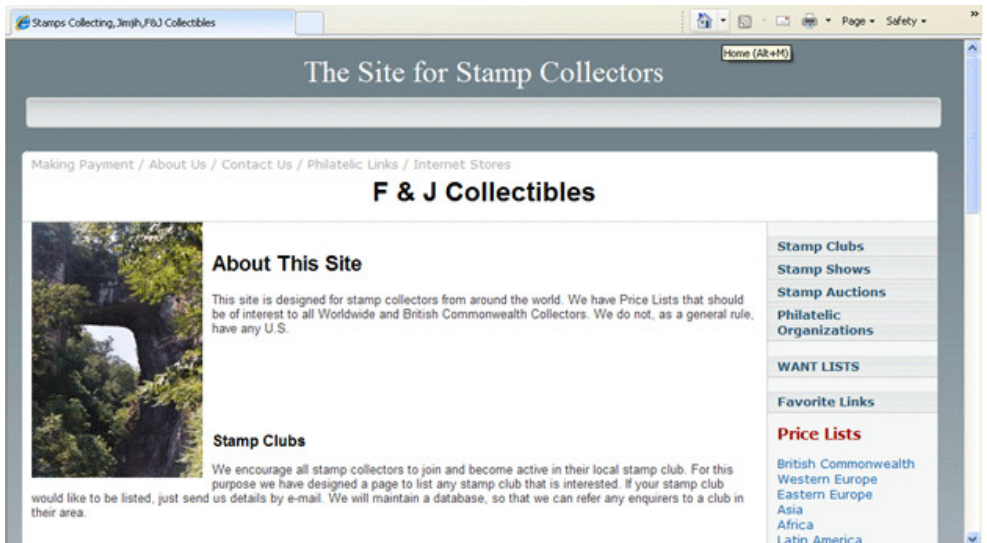 Stamps Collecting, Jimjih,F&J Collectibles
Page
Safety
»
Home (Alt+M)
The Site for Stamp Collectors
Making Payment / About Us / Contact Us / Philatelic Links / Internet Stores
F & J Collectibles
About This Site
This site is designed for stamp collectors from around the world. We have Price Lists that should
be of interest to all Worldwide and British Commonwealth Collectors. We do not, as a general rule,
have any U.S.
Stamp Clubs
We encourage all stamp collectors to join and become active in their local stamp club. For this
purpose we have designed a page to list any stamp club that is interested. If your stamp club
would like to be listed, just send us details by e-mail. We will maintain a database, so that we can refer any enquirers to a club in
their area.
Stamp Clubs
Stamp Shows
Stamp Auctions
Philatelic
Organizations
WANT LISTS
Favorite Links
Price Lists
British Commonwealth
Western Europe
Eastern Europe
Asia
Africa
Latin America